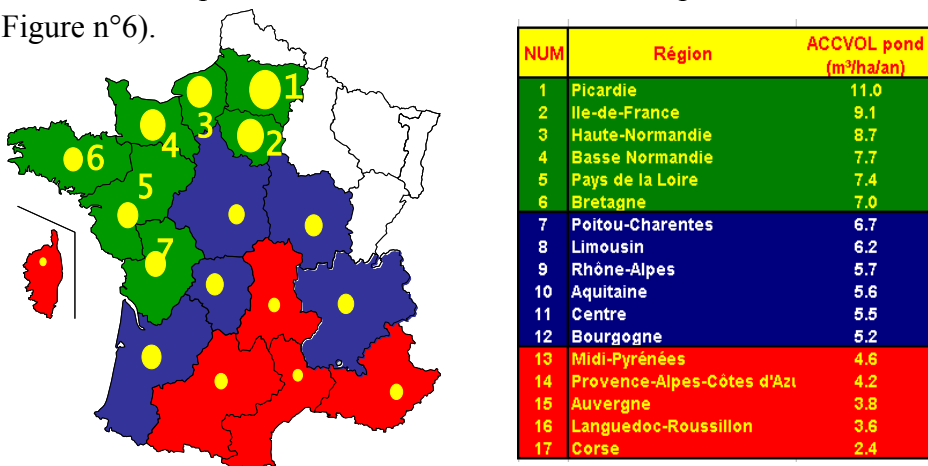 Figure n°6).
1
2
3
4
5
6
7
NUM Région ACCVOL pond (m³/ha/an)
1 Picardie 11.0
2 Ile-de-France 9.1
3 Haute-Normandie 8.7
4 Basse Normandie 7.7
5 Pays de la Loire 7.4
6 Bretagne 7.0
7 Poitou-Charentes 6.7
8 Limousin 6.2
9 Rhône-Alpes 5.7
10 Aquitaine 5.6
11 Centre 5.5
12 Bourgogne 5.2
13 Midi-Pyrénées 4.6
14 Provence-Alpes-Côtes d'Azu 4.2
15 Auvergne 3.8
16 Languedoc-Roussillon 3.6
17 Corse 2.4